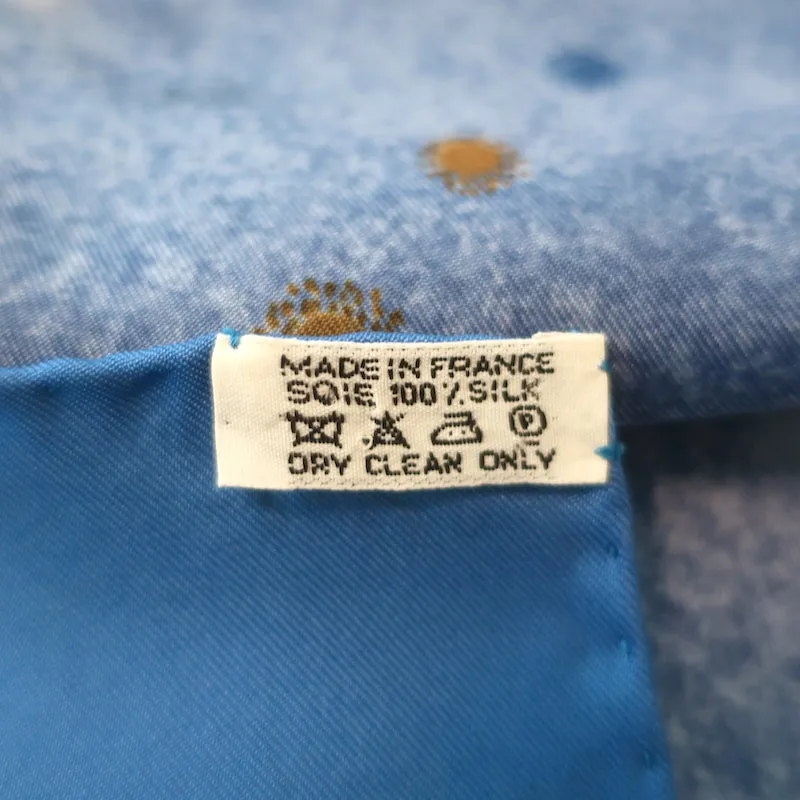 MADE IN FRANCE
SOIE 100% SILK
P
DRY CLEAN ONLY